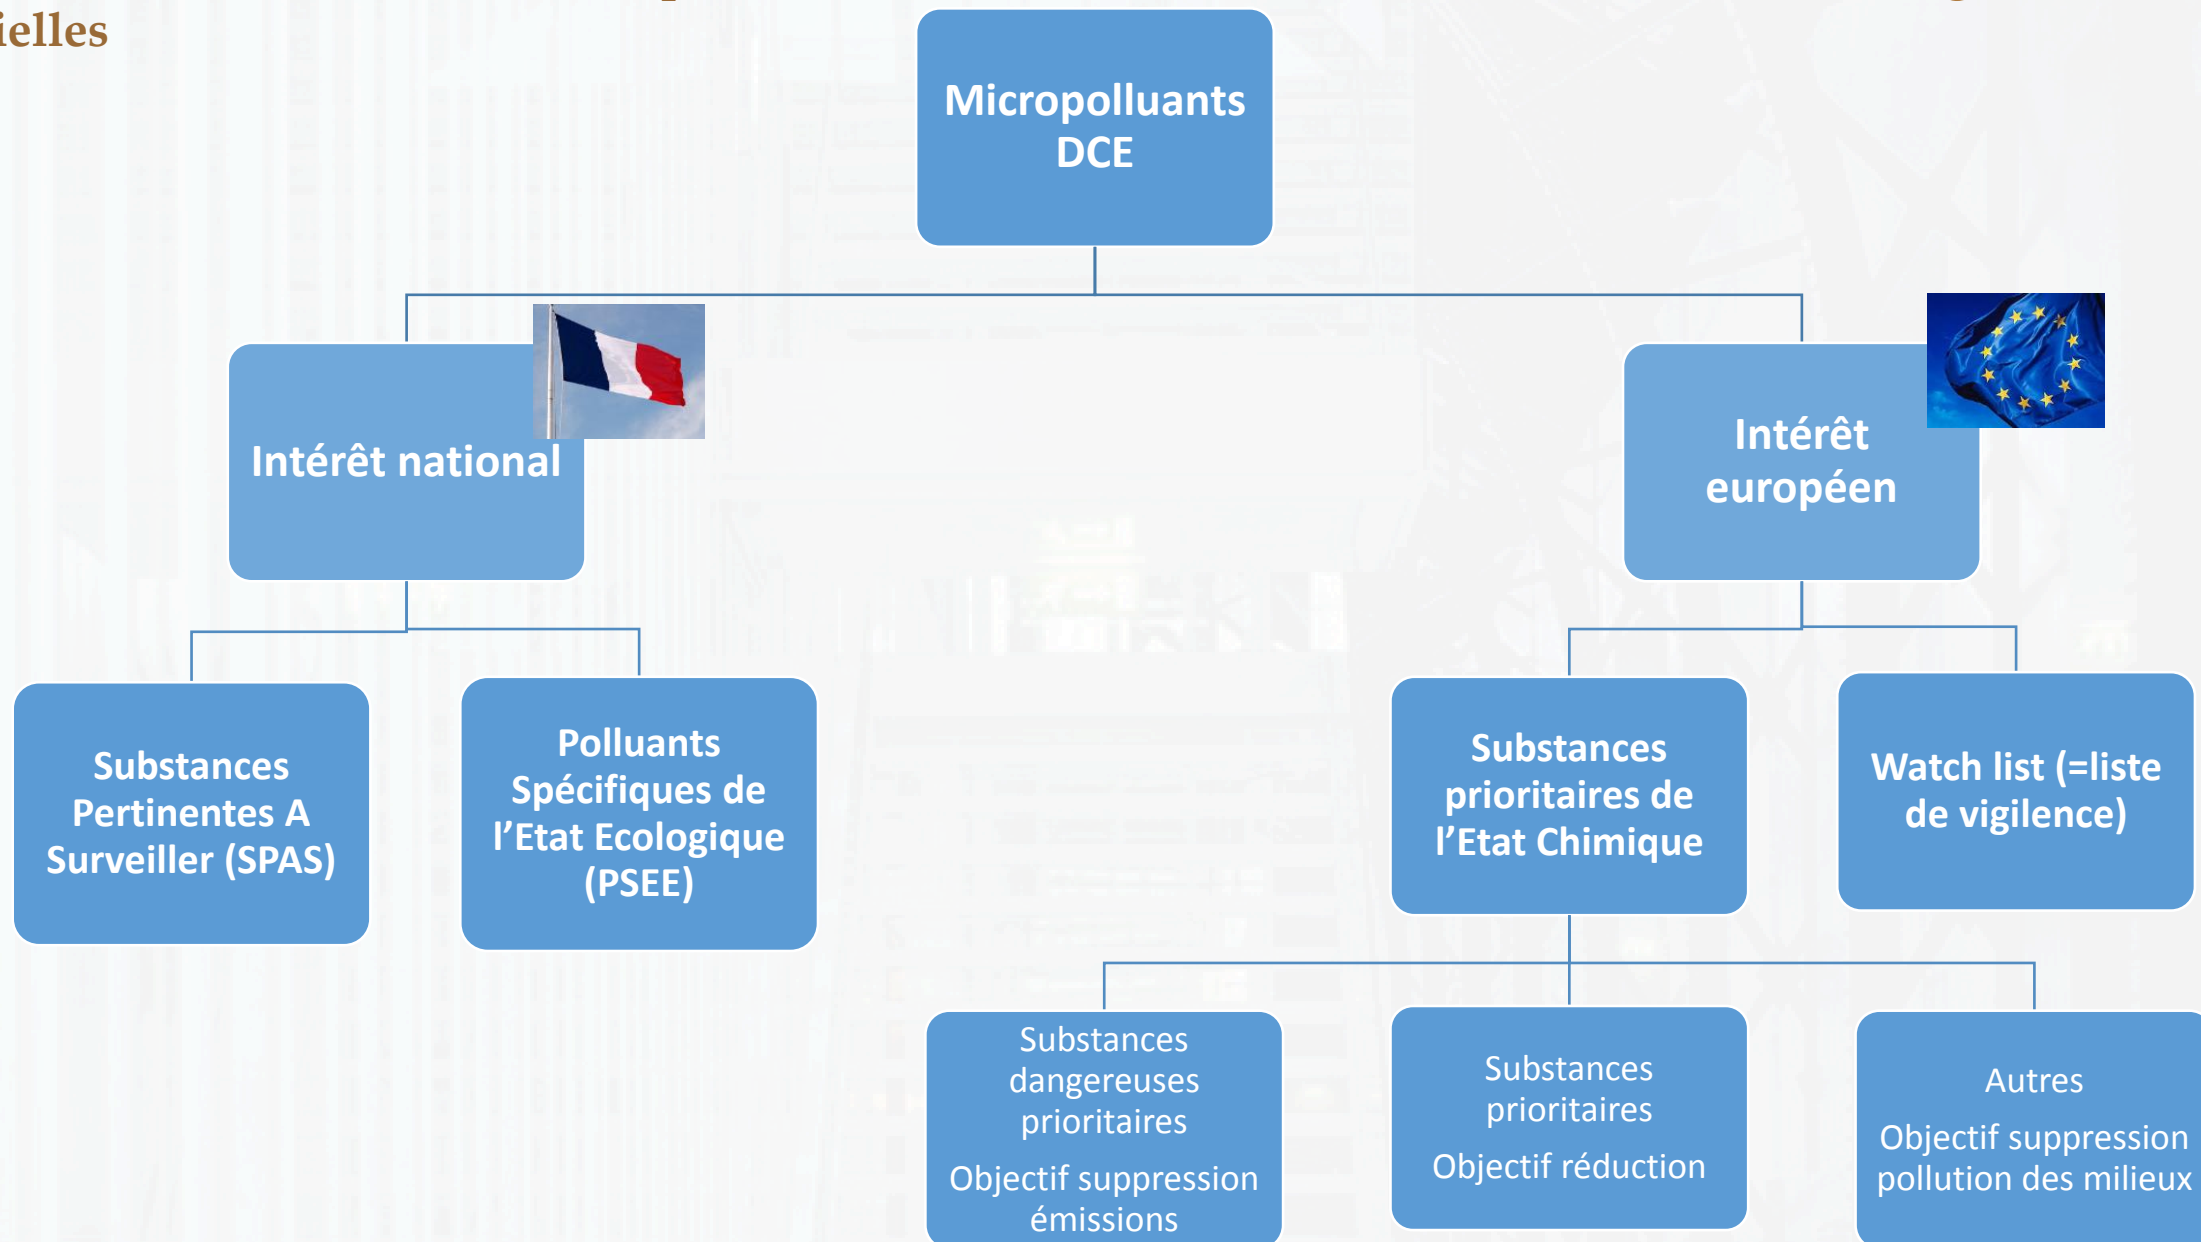 ielles
Micropolluants
DCE
Intérêt national
Intérêt
européen
Substances
Pertinentes A
Surveiller (SPAS)
Polluants
Spécifiques de
l’Etat Ecologique
(PSEE)
Substances
prioritaires de
l’Etat Chimique
Watch list (=liste
de vigilence)
Substances
dangereuses
prioritaires
Objectif suppression
émissions
Substances
prioritaires
Objectif réduction
Autres
Objectif suppression
pollution des milieux